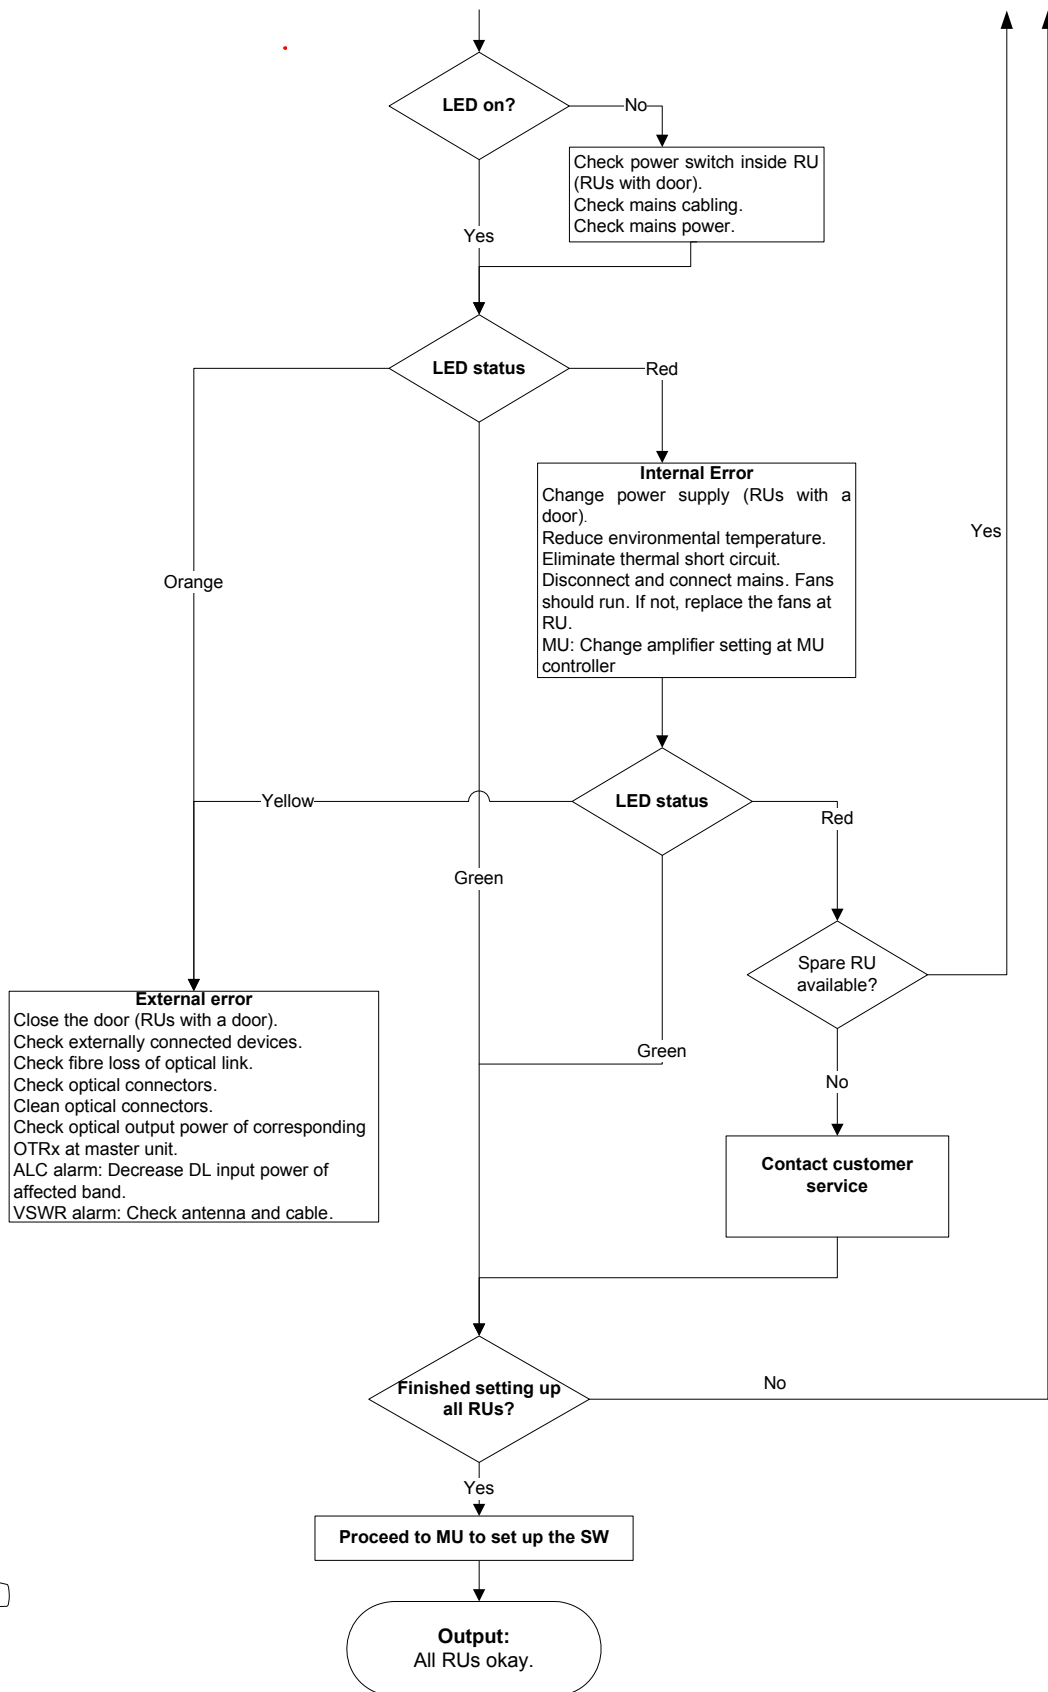 LED on?
No
Check power switch inside RU
(RUs with door).
Check mains cabling.
Check mains power.
Yes
LED status
Red
Internal Error
Change power supply (RUs with a
door).
Reduce environmental temperature.
Eliminate thermal short circuit.
Disconnect and connect mains. Fans
should run. If not, replace the fans at
RU.
MU: Change amplifier setting at MU
controller
Yes
Orange
LED status
Yellow
Red
Green
Spare RU
available?
External error
Close the door (RUs with a door).
Check externally connected devices.
Check fibre loss of optical link.
Check optical connectors.
Clean optical connectors.
Check optical output power of corresponding
OTRx at master unit.
ALC alarm: Decrease DL input power of
affected band.
VSWR alarm: Check antenna and cable.
Green
No
Contact customer
service
Finished setting up
all RUs?
No
Yes
Proceed to MU to set up the SW
Output:
All RUs okay.